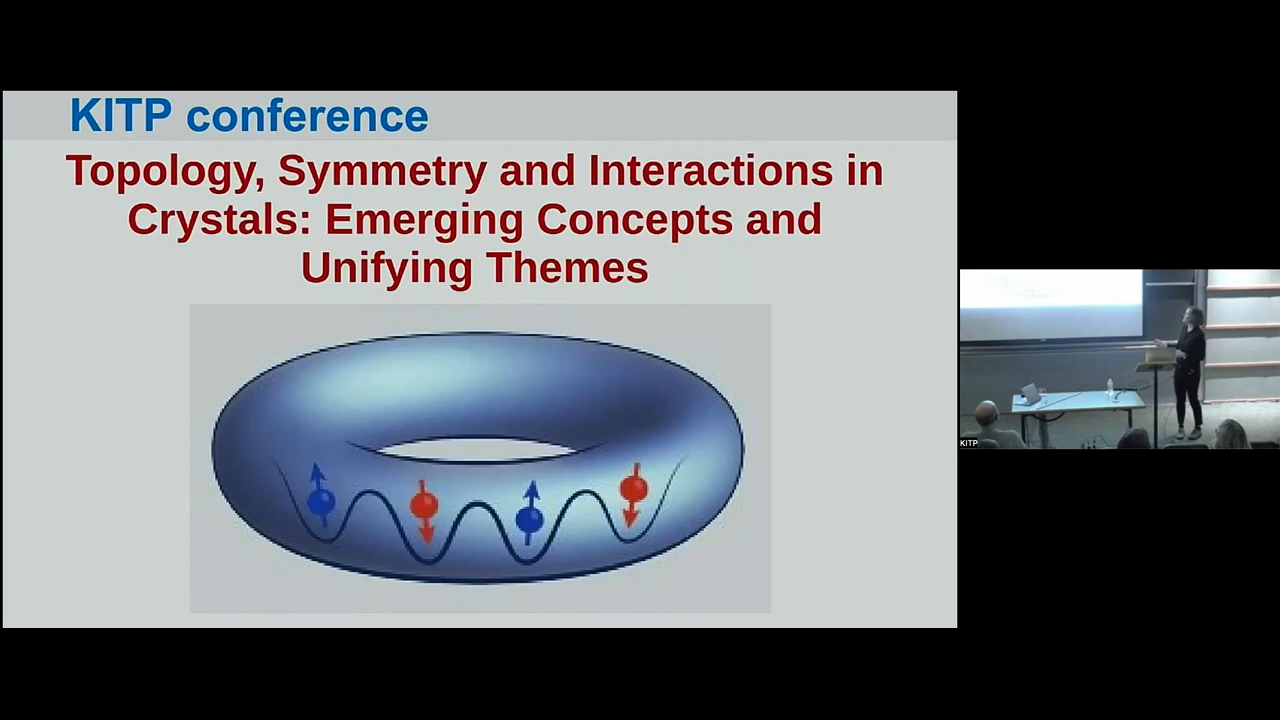 KITP conference
Topology, Symmetry and Interactions in
Crystals: Emerging Concepts and
Unifying Themes
KITP